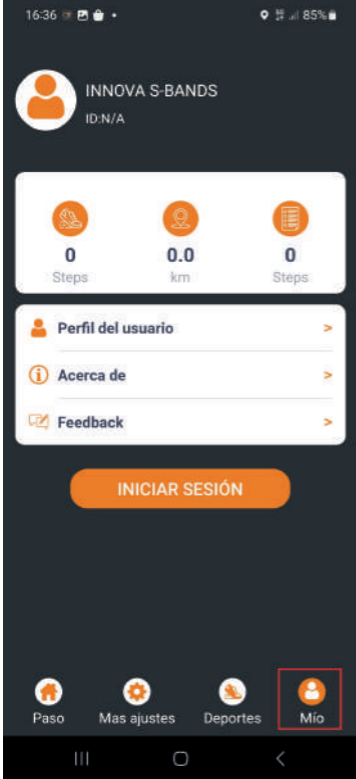 16:36
85%
INNOVA S-BANDS
ID:N/A
0 0.0 0
Steps km Steps
Perfil del usuario >
Acerca de >
Feedback >
INICIAR SESIÓN
Paso Mas ajustes Deportes Mío